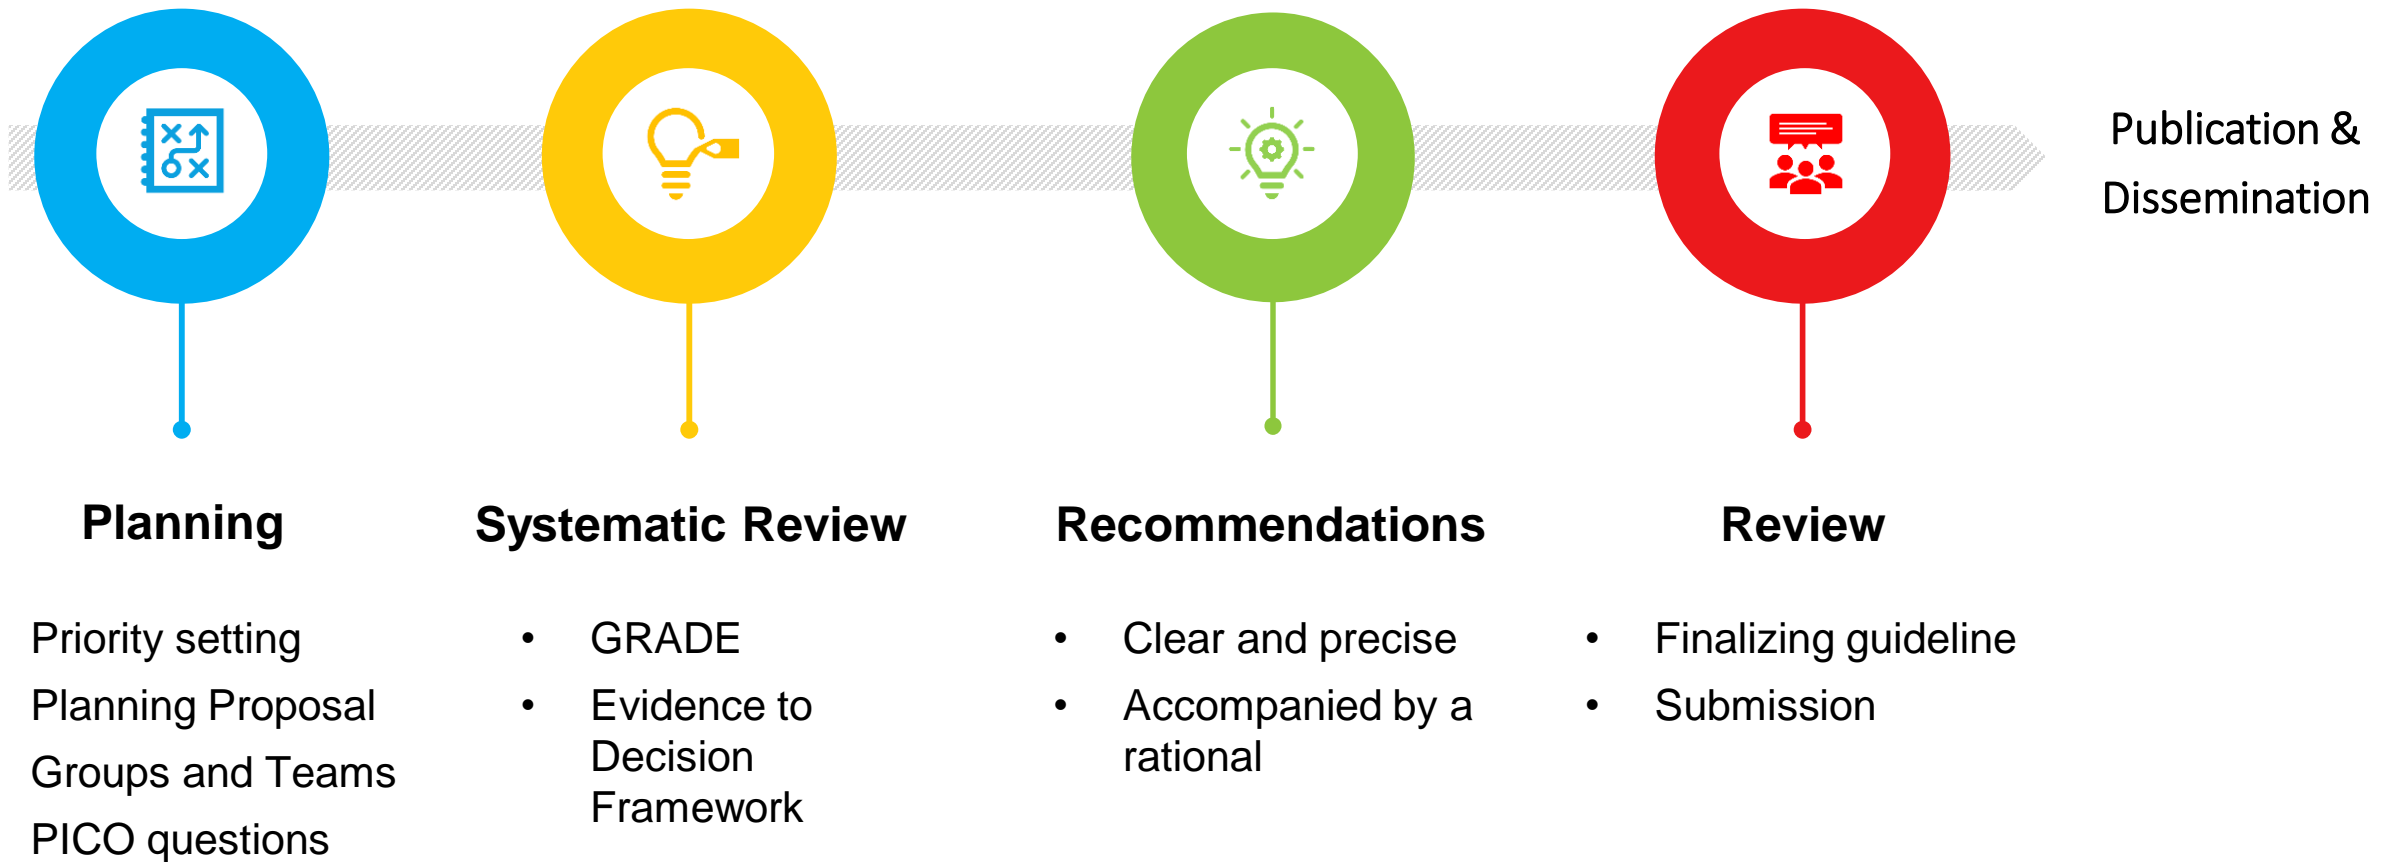 Publication &
Dissemination
Planning
Priority setting
Planning Proposal
Groups and Teams
PICO questions
Systematic Review
• GRADE
• Evidence to
Decision
Framework
Recommendations
• Clear and precise
• Accompanied by a
rational
Review
• Finalizing guideline
• Submission